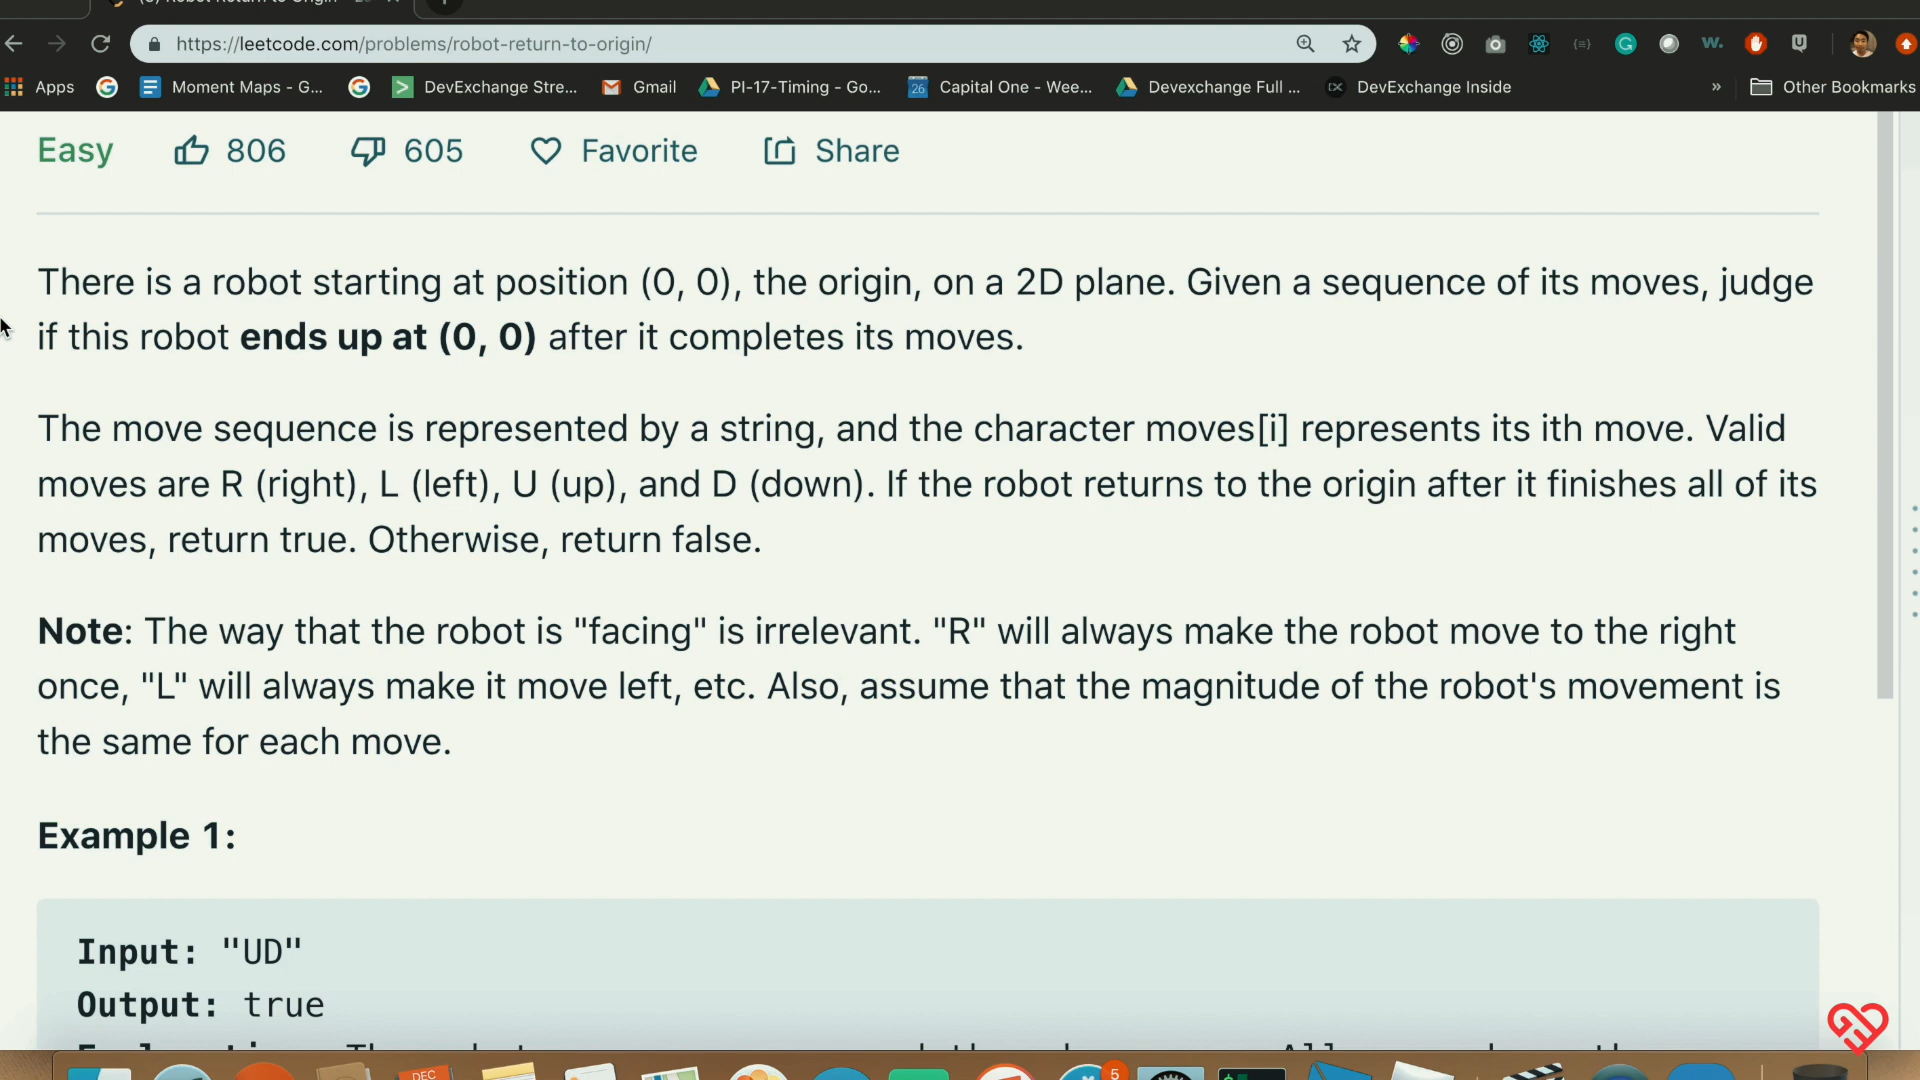 https://leetcode.com/problems/robot-return-to-origin/
Apps
Moment Maps - G...
DevExchange Stre...
Gmail
PI-17-Timing - Go...
26
Capital One - Wee...
Devexchange Full ...
DevExchange Inside
»
Other Bookmarks
Easy
806
605
Favorite
Share
There is a robot starting at position (0, 0), the origin, on a 2D plane. Given a sequence of its moves, judge
if this robot ends up at (0, 0) after it completes its moves.
The move sequence is represented by a string, and the character moves[i] represents its ith move. Valid
moves are R (right), L (left), U (up), and D (down). If the robot returns to the origin after it finishes all of its
moves, return true. Otherwise, return false.
Note: The way that the robot is "facing" is irrelevant. "R" will always make the robot move to the right
once, "L" will always make it move left, etc. Also, assume that the magnitude of the robot's movement is
the same for each move.
Example 1:
Input: "UD"
Output: true
DEC
5